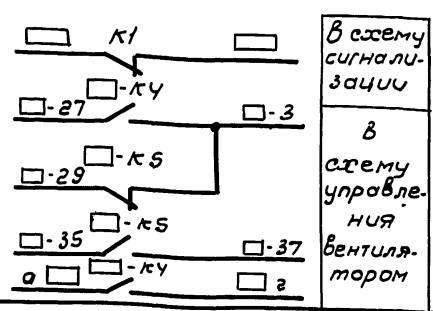 К1
В схему
сигнали-
зации
-К4
-27
-3
В
схему
управле-
ния
вентиля-
тором
-К5
-29
-К5
-35
-37
а
-К4
г